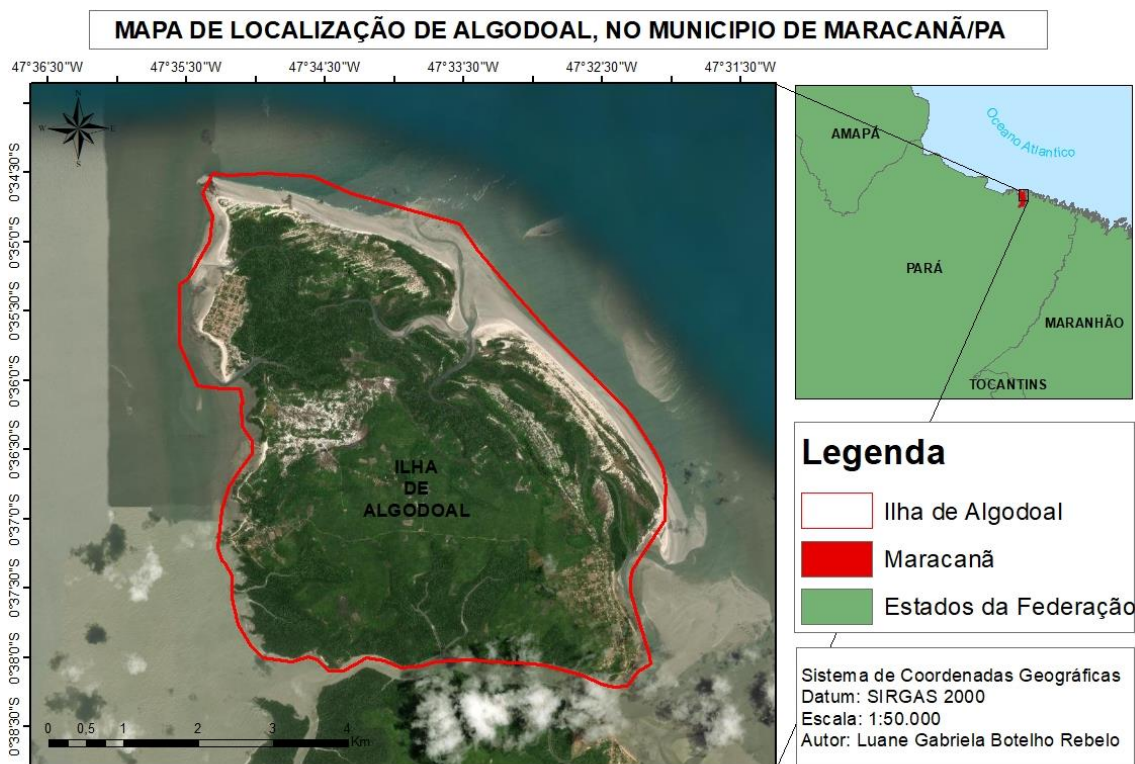 MAPA DE LOCALIZAÇÃO DE ALGODOAL, NO MUNICIPIO DE MARACANÃ/PA
47°36'30"W 47°35'30"W 47°34'30"W 47°33'30"W 47°32'30"W 47°31'30"W
N
W E
S
0°34'30"S
0°35'0"S
0°35'30"S
0°36'0"S
0°36'30"S
0°37'0"S
0°37'30"S
0°38'0"S
0°38'30"S
ILHA
DE
ALGODOAL
0 0,5 1 2 3 4
Km
AMAPÁ
Oceano Atlantico
PARÁ
MARANHÃO
TOCANTINS
Legenda
Ilha de Algodoal
Maracanã
Estados da Federação
Sistema de Coordenadas Geográficas
Datum: SIRGAS 2000
Escala: 1:50.000
Autor: Luane Gabriela Botelho Rebelo